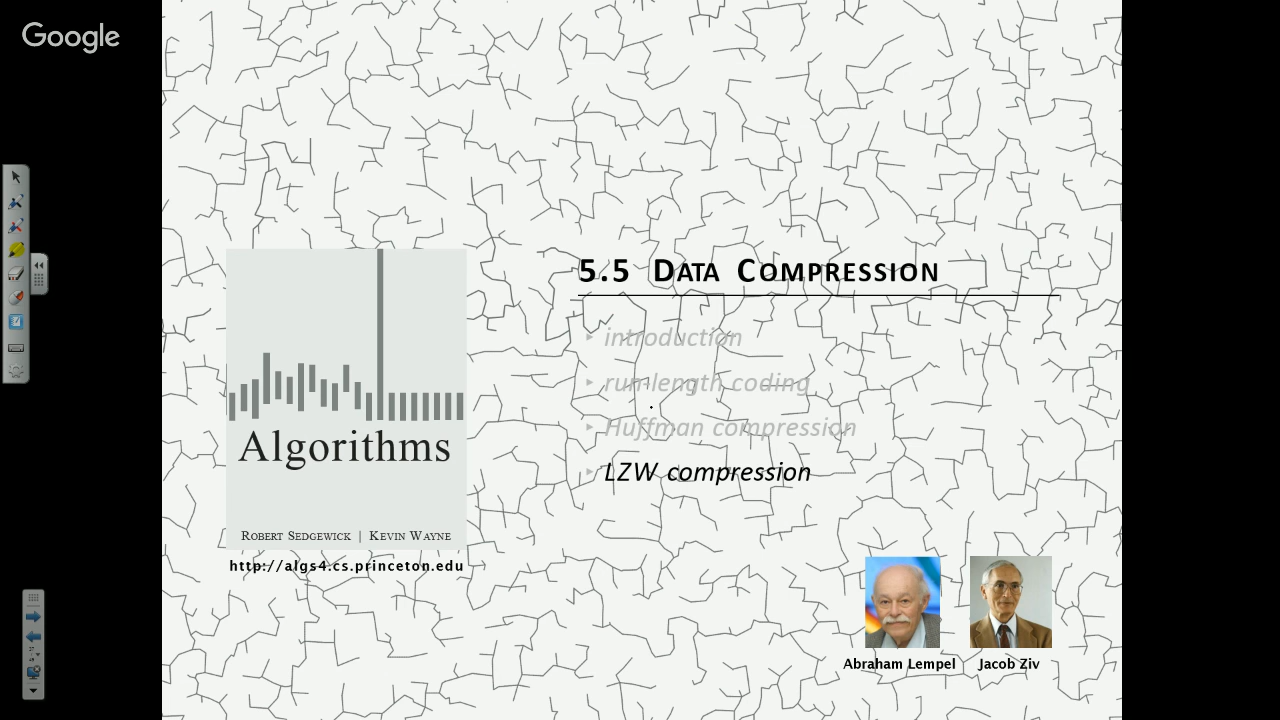 Google
5.5 DATA COMPRESSION
‣ introduction
‣ run-length coding
‣ Huffman compression
‣ LZW compression
Algorithms
ROBERT SEDGEWICK | KEVIN WAYNE
http://algs4.cs.princeton.edu
Abraham Lempel
Jacob Ziv